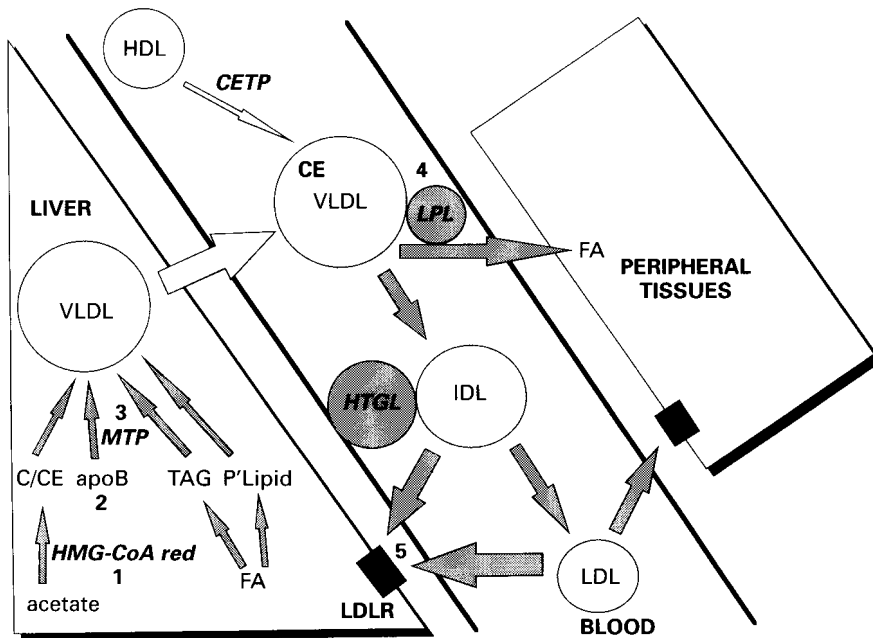 HDL
CETP
CE
VLDL
4
LPL
LIVER
FA
PERIPHERAL
TISSUES
VLDL
HTGL
IDL
3
MTP
C/CE apoB TAG P'Lipid
2
HMG-CoA red
1
FA
acetate
5
LDLR
LDL
BLOOD